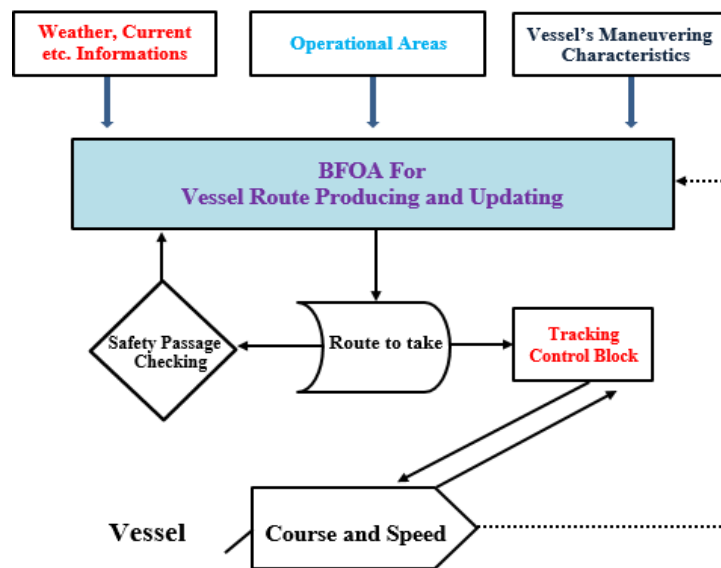 Weather, Current
etc. Informations
Operational Areas
Vessel's Maneuvering
Characteristics
BFOA For
Vessel Route Producing and Updating
Safety Passage
Checking
Route to take
Tracking
Control Block
Vessel
Course and Speed